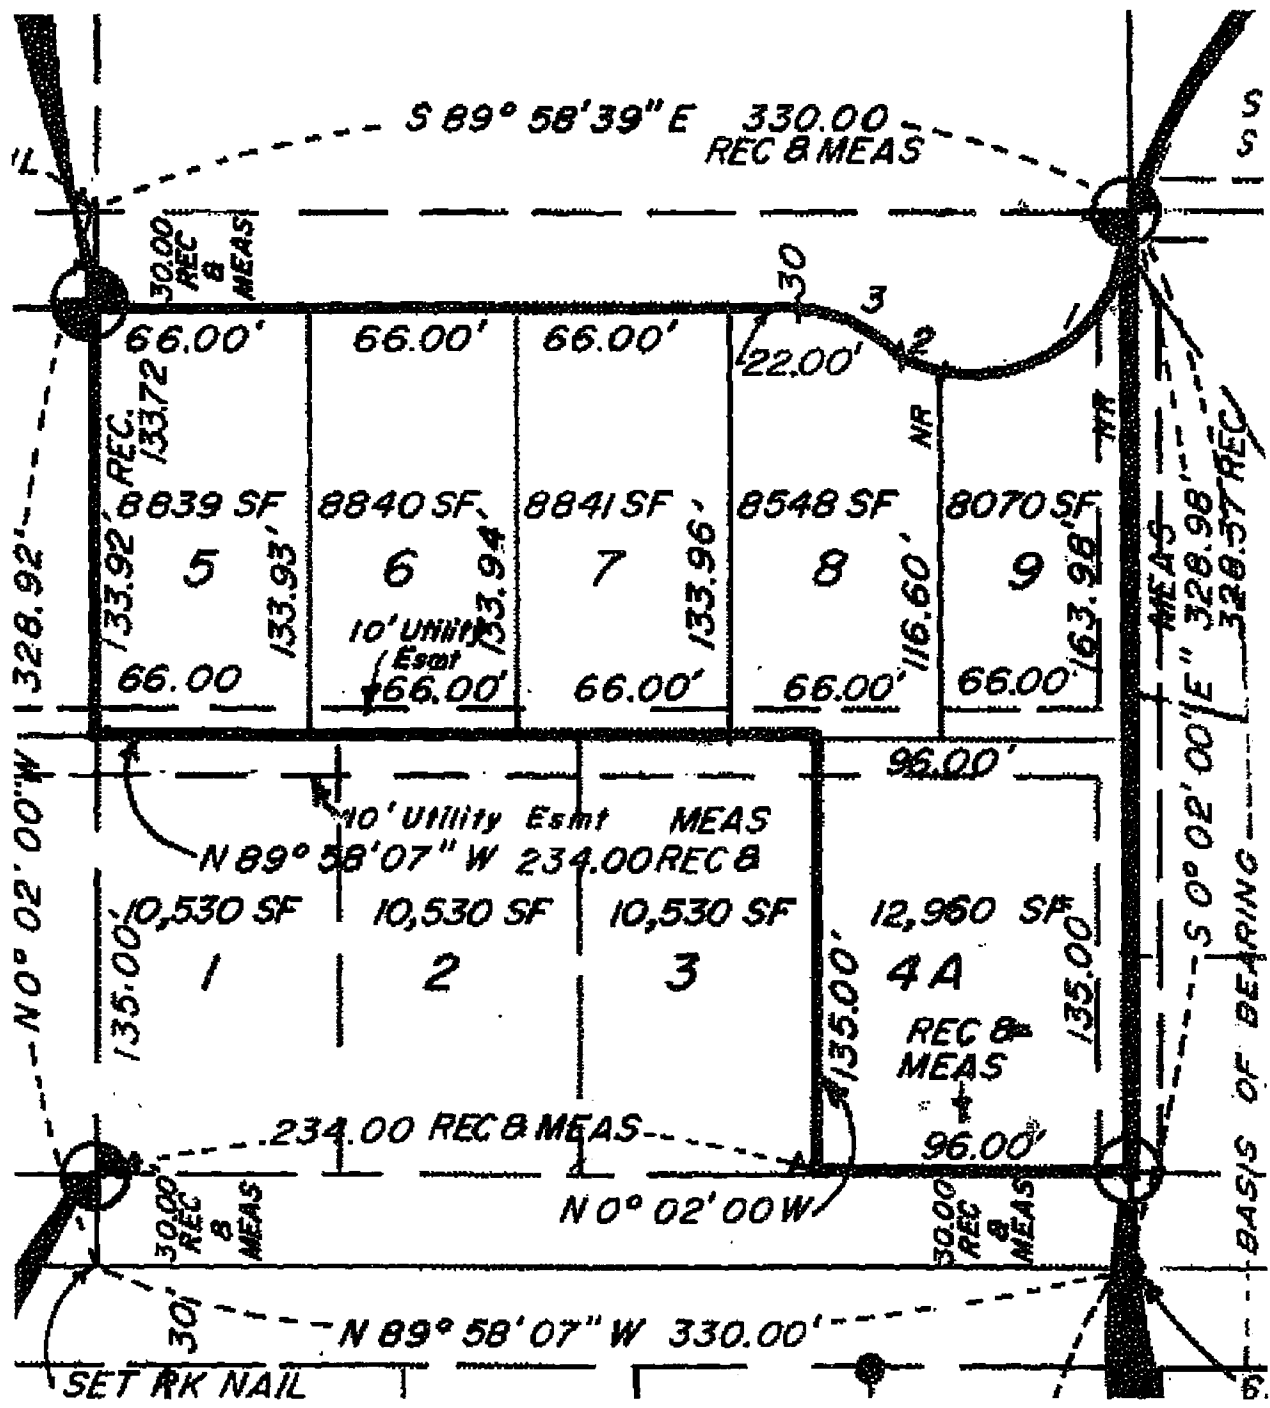 S 89° 58'39" E 330.00
REC & MEAS
S
S
'L
30.00
REC
&
MEAS
30
3
2
1
66.00'
66.00'
66.00'
22.00'
REC.
133.72
NR
NR
8839 SF
8840 SF
8841 SF
8548 SF
8070 SF
5
6
7
8
9
133.92'
133.93'
133.94'
133.96'
116.60'
163.98'
10' Utility
Esmt
66.00
66.00'
66.00'
66.00'
66.00'
328.92'
N 0° 02' 00" W
MEAS
328.98'
328.57 REC
S 0° 02' 00" E
BASIS OF BEARING
96.00'
10' Utility Esmt MEAS
N 89° 58'07" W 234.00 REC &
10,530 SF
10,530 SF
10,530 SF
12,960 SF
1
2
3
4A
135.00'
135.00'
135.00'
REC &
MEAS
96.00'
234.00 REC & MEAS
N 0° 02' 00 W
30.00'
REC
&
MEAS
30.00'
REC
&
MEAS
30'
N 89° 58' 07" W 330.00'
SET RK NAIL
6.